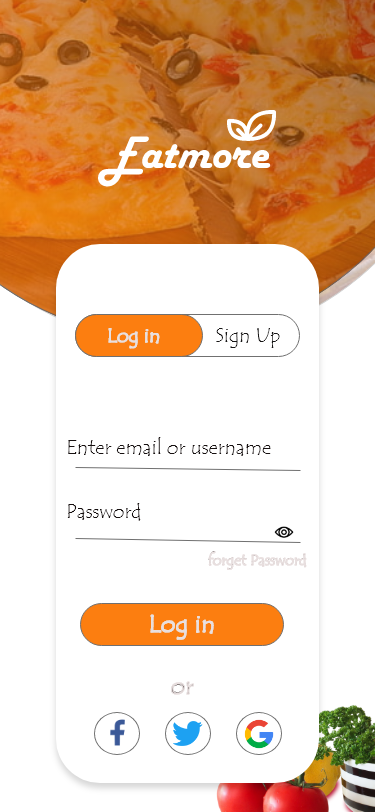 Eatmore
Log in
Sign Up
Enter email or username
Password
forget Password
Log in
or